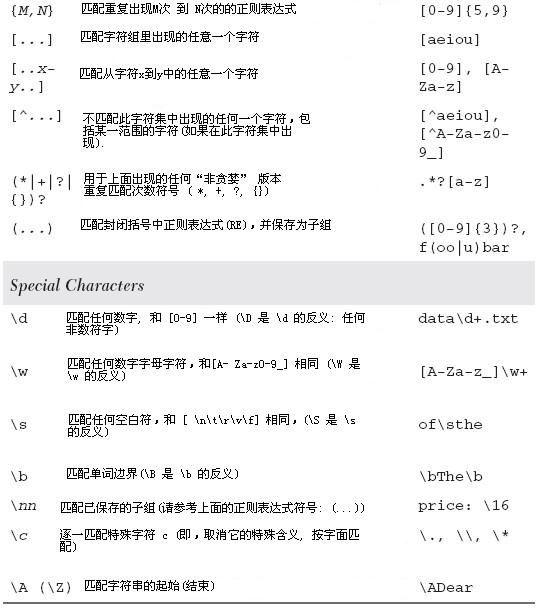 {M,N} 匹配重复出现M次 到 N次的的正则表达式 [0-9]{5,9}
[...] 匹配字符组里出现的任意一个字符 [aeiou]
[..x- 匹配从字符x到y中的任意一个字符 [0-9], [A-
y..] Za-z]
[^...] 不匹配此字符集中出现的任何一个字符,包 [^aeiou],
括某一范围的字符(如果在此字符集中出 [^A-Za-z0-
现). 9_]
(*|+|?| 用于上面出现的任何“非贪婪” 版本 .*?[a-z]
{})? 重复匹配次数符号 ( *, +, ?, {})
(...) 匹配封闭括号中正则表达式(RE),并保存为子组 ([0-9]{3})?,
f(oo|u)bar
Special Characters
\d 匹配任何数字, 和 [0-9] 一样 (\D 是 \d 的反义: 任何 data\d+.txt
非数符字)
\w 匹配任何数字字母字符,和[A- Za-z0-9_] 相同 (\W 是 [A-Za-z_]\w+
\w 的反义)
\s 匹配任何空白符,和 [ \n\t\r\v\f] 相同,(\S 是 \s of\sthe
的反义)
\b 匹配单词边界(\B 是 \b 的反义) \bThe\b
\nn 匹配已保存的子组(请参考上面的正则表达式符号: (...)) price: \16
\c 逐一匹配特殊字符 c (即,取消它的特殊含义, 按字面匹 \., \\, \*
配)
\A (\Z) 匹配字符串的起始(结束) \ADear